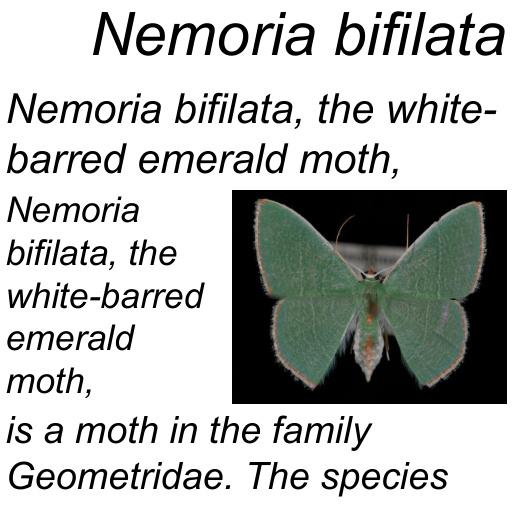 Nemoria bifilata
Nemoria bifilata, the white-
barred emerald moth,
Nemoria
bifilata, the
white-barred
emerald
moth,
is a moth in the family
Geometridae. The species